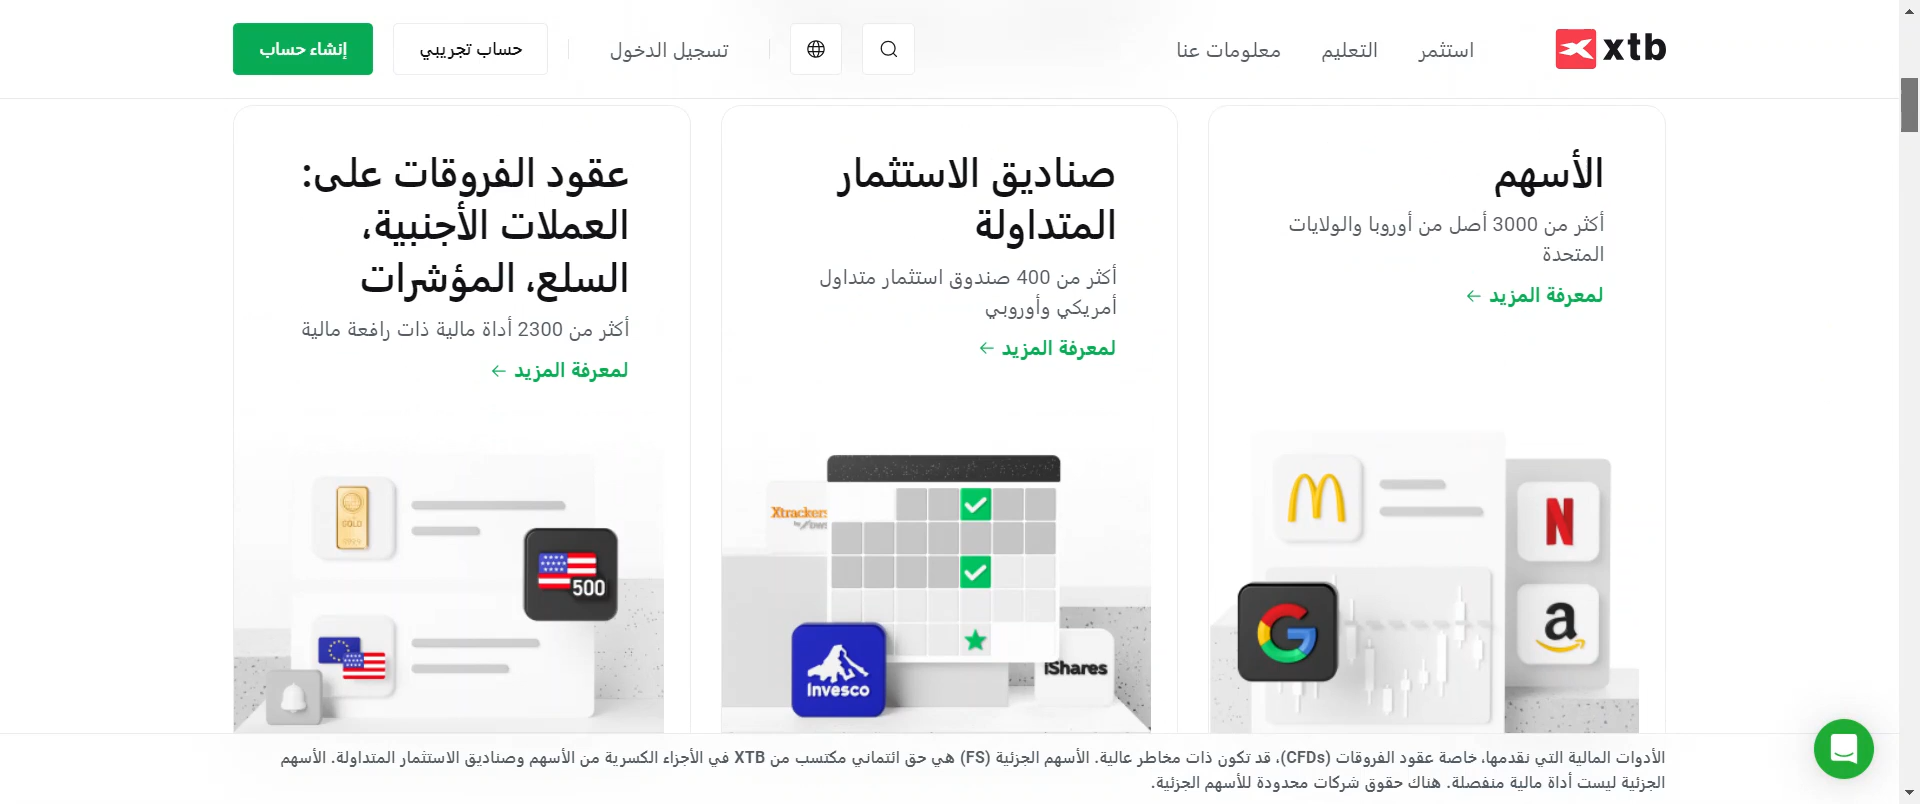 xtb
استثمر
التعليم
معلومات عنا
تسجيل الدخول
حساب تجريبي
إنشاء حساب
الأسهم
أكثر من 3000 أصل من أوروبا والولايات
المتحدة
لمعرفة المزيد ←
صناديق الاستثمار
المتداولة
أكثر من 400 صندوق استثمار متداول
أمريكي وأوروبي
لمعرفة المزيد ←
عقود الفروقات على:
العملات الأجنبية،
السلع، المؤشرات
أكثر من 2300 أداة مالية ذات رافعة مالية
لمعرفة المزيد ←
N
a
G
Xtrackers
by
Invesco
iShares
GOLD
500
الأدوات المالية التي نقدمها، خاصة عقود الفروقات (CFDs)، قد تكون ذات مخاطر عالية. الأسهم الجزئية (FS) هي حق ائتماني مكتسب من XTB في الأجزاء الكسرية من الأسهم وصناديق الاستثمار المتداولة. الأسهم
الجزئية ليست أداة مالية منفصلة. هناك حقوق شركات محدودة للأسهم الجزئية.